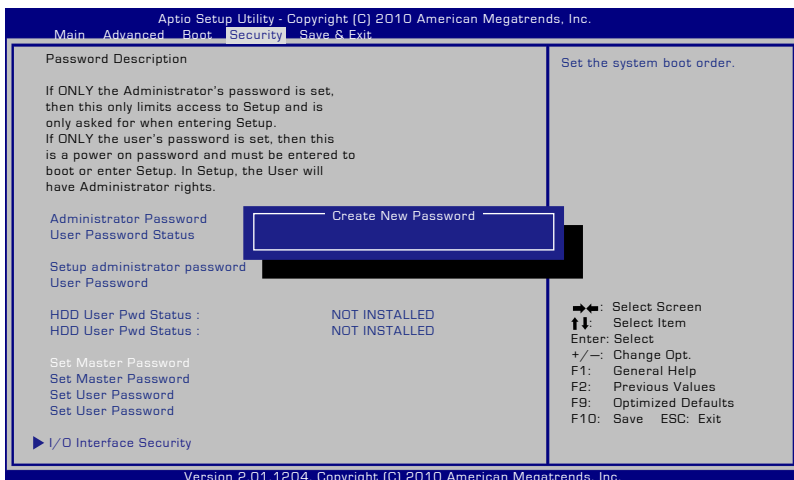 Aptio Setup Utility - Copyright (C) 2010 American Megatrends, Inc.
Main Advanced Boot Security Save & Exit
Password Description
If ONLY the Administrator's password is set,
then this only limits access to Setup and is
only asked for when entering Setup.
If ONLY the user's password is set, then this
is a power on password and must be entered to
boot or enter Setup. In Setup, the User will
have Administrator rights.
Administrator Password
User Password Status
Create New Password
Setup administrator password
User Password
HDD User Pwd Status : NOT INSTALLED
HDD User Pwd Status : NOT INSTALLED
Set Master Password
Set Master Password
Set User Password
Set User Password
I/O Interface Security
Set the system boot order.
→←: Select Screen
↑↓: Select Item
Enter: Select
+/—: Change Opt.
F1: General Help
F2: Previous Values
F9: Optimized Defaults
F10: Save ESC: Exit
Version 2.01.1204. Copyright (C) 2010 American Megatrends, Inc.